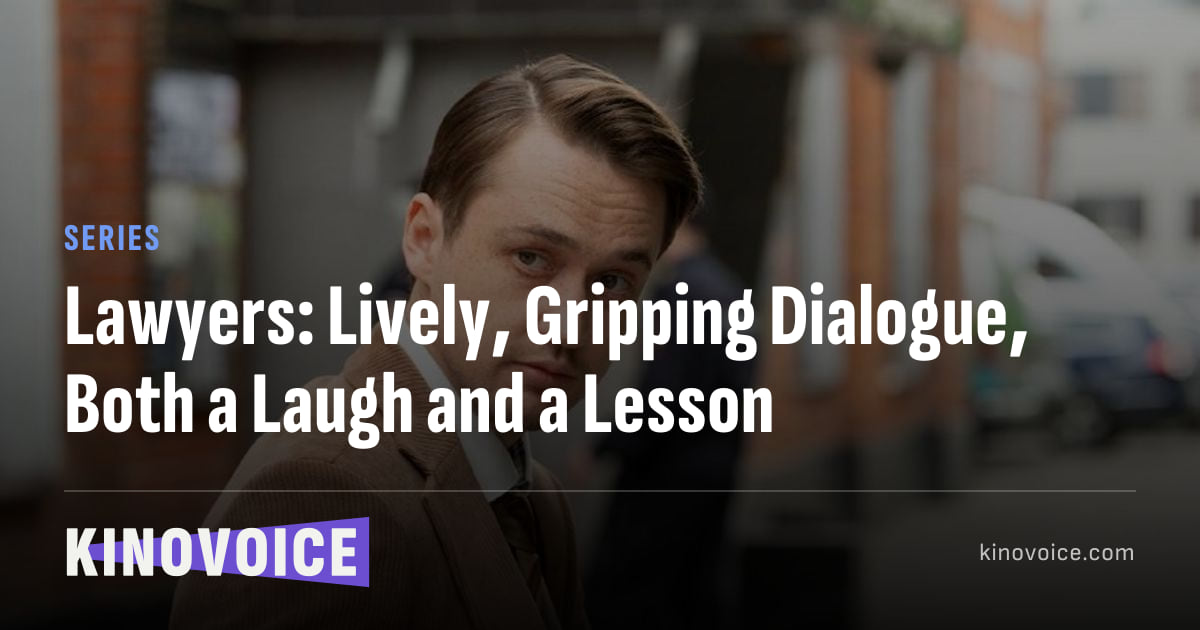 SERIES
Lawyers: Lively, Gripping Dialogue,
Both a Laugh and a Lesson
KINOVOICE
kinovoice.com